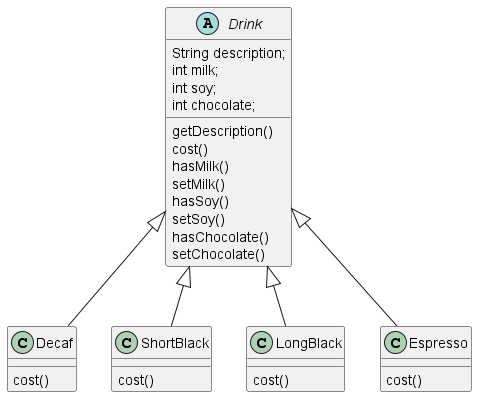 A Drink
String description;
int milk;
int soy;
int chocolate;
getDescription()
cost()
hasMilk()
setMilk()
hasSoy()
setSoy()
hasChocolate()
setChocolate()
C Decaf
cost()
C ShortBlack
cost()
C LongBlack
cost()
C Espresso
cost()